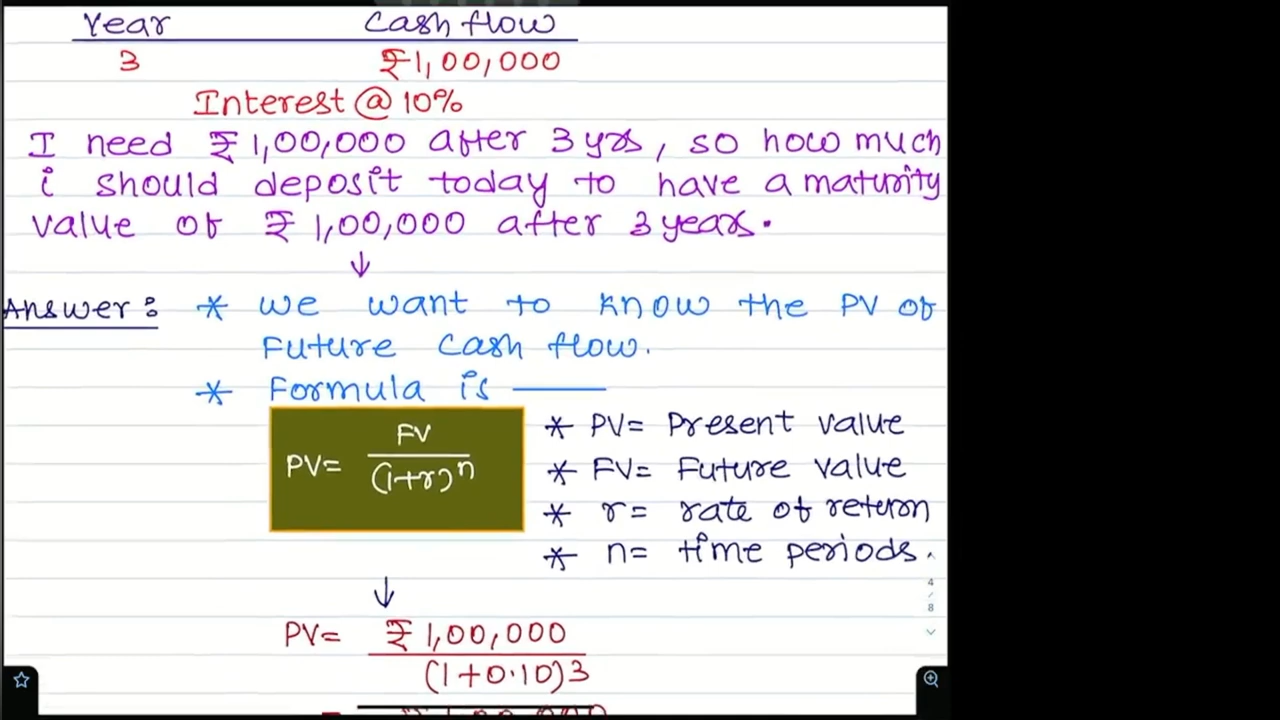 Year Cash flow
3 ₹1,00,000
Interest @ 10%
I need ₹1,00,000 after 3 yrs, so how much
i should deposit today to have a maturity
value of ₹1,00,000 after 3 years.
↓
Answer: * We want to know the PV of
Future Cash flow.
* Formula is ——
PV= FV
(1+r)^n
* PV= Present value
* FV= Future value
* r= rate of return
* n= time periods.
4
/
8
↓
PV= ₹1,00,000
(1+0.10)3